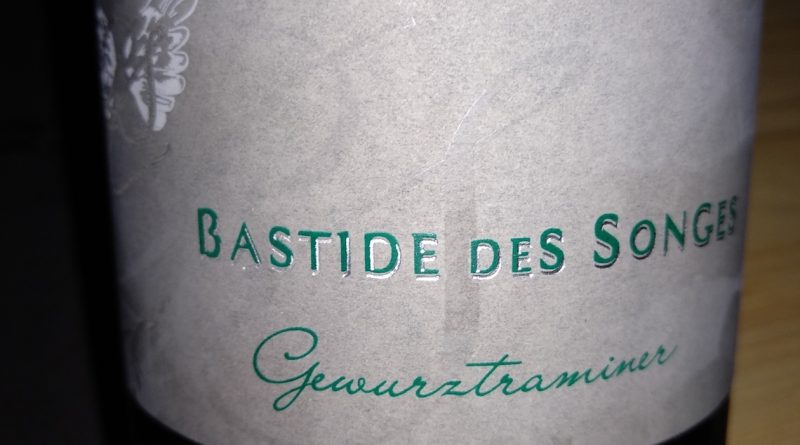 BASTIDE DES SONGES
Gewurztraminer